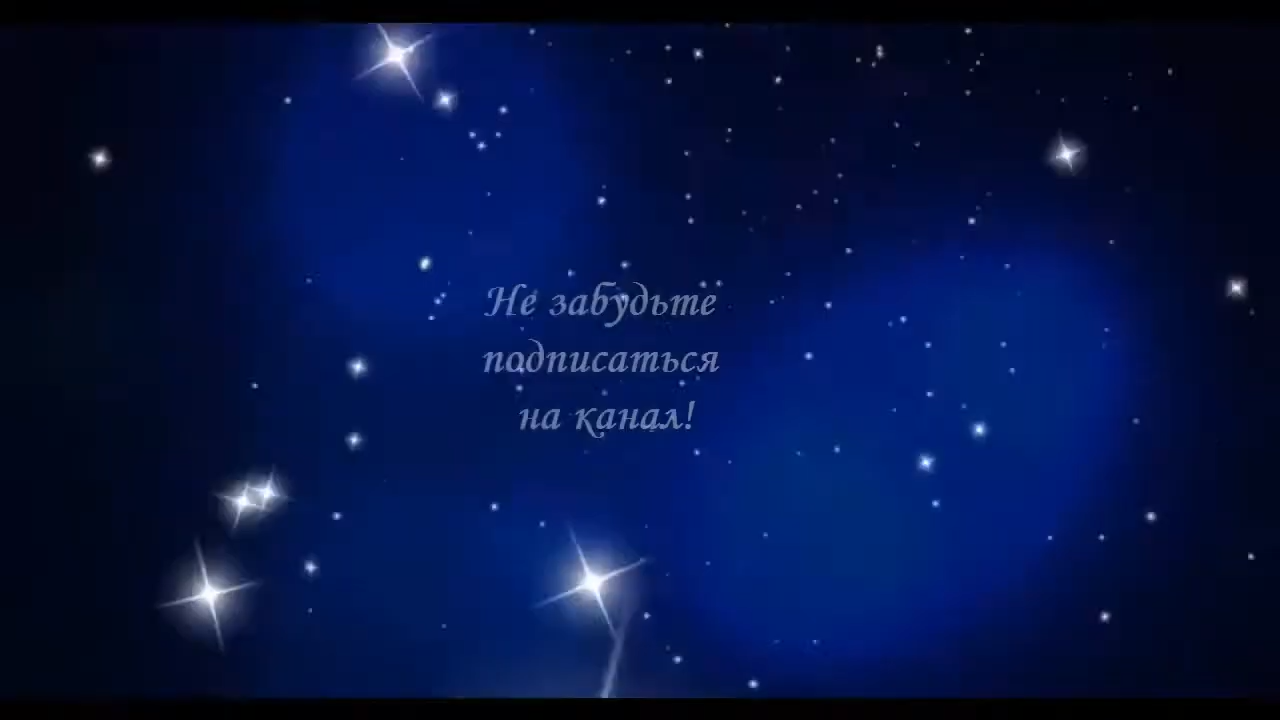 Не забудьте
подписаться
на канал!